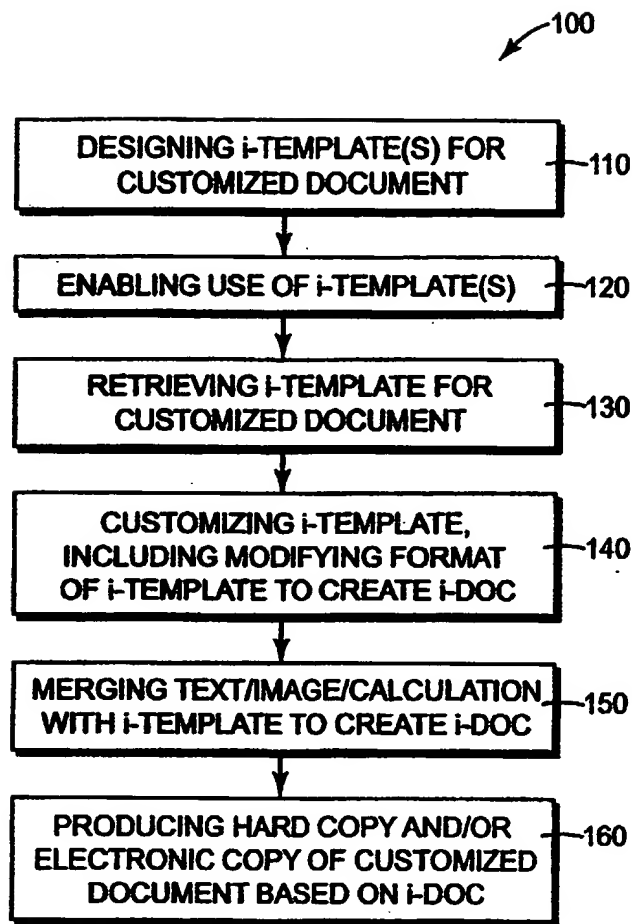 100
DESIGNING i-TEMPLATE(S) FOR
CUSTOMIZED DOCUMENT
110
ENABLING USE OF i-TEMPLATE(S)
120
RETRIEVING i-TEMPLATE FOR
CUSTOMIZED DOCUMENT
130
CUSTOMIZING i-TEMPLATE,
INCLUDING MODIFYING FORMAT
OF i-TEMPLATE TO CREATE i-DOC
140
MERGING TEXT/IMAGE/CALCULATION
WITH i-TEMPLATE TO CREATE i-DOC
150
PRODUCING HARD COPY AND/OR
ELECTRONIC COPY OF CUSTOMIZED
DOCUMENT BASED ON i-DOC
160